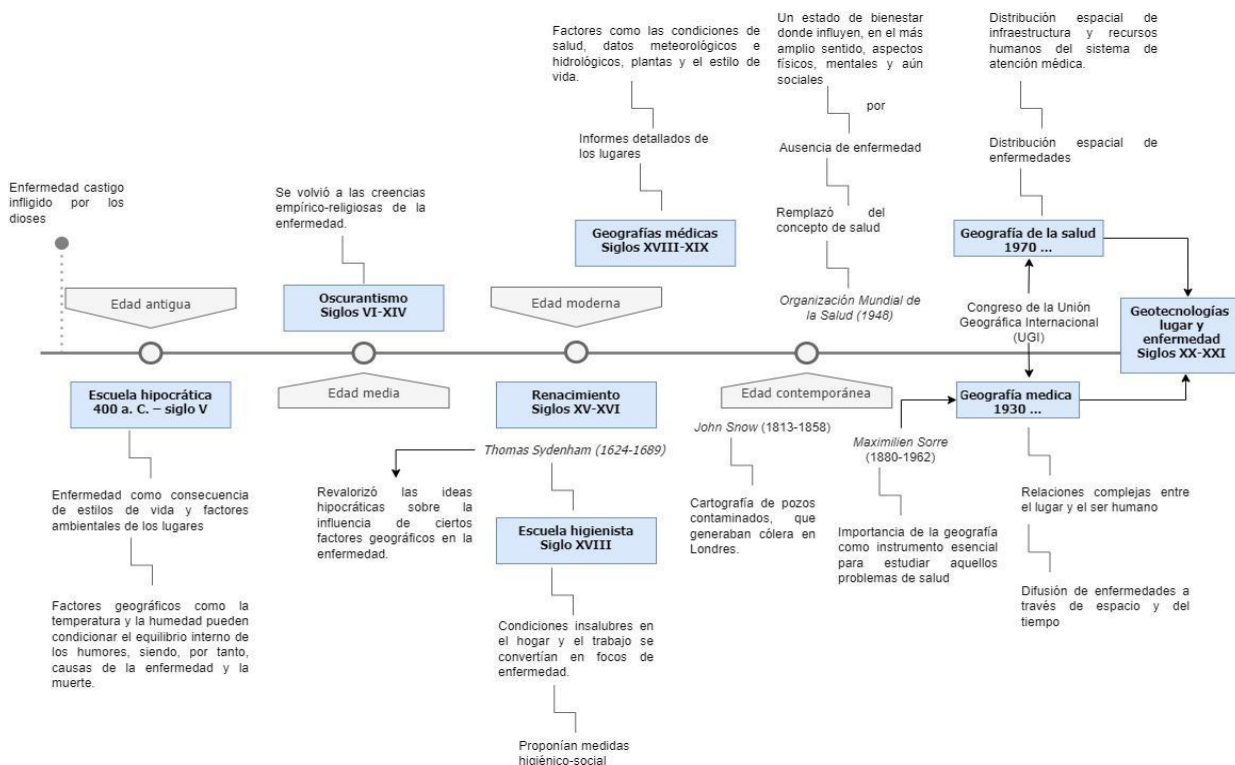 Factores como las condiciones de
salud, datos meteorológicos e
hidrológicos, plantas y el estilo de
vida.
Un estado de bienestar
donde influyen, en el más
amplio sentido, aspectos
físicos, mentales y aún
sociales
por
Distribución espacial de
infraestructura y recursos
humanos del sistema de
atención médica.
Informes detallados de
los lugares
Ausencia de enfermedad
Distribución espacial de
enfermedades
Enfermedad castigo
infligido por los
dioses
Se volvió a las creencias
empírico-religiosas de la
enfermedad.
Geografías médicas
Siglos XVIII-XIX
Remplazó del
concepto de salud
Geografía de la salud
1970 ...
Edad antigua
Oscurantismo
Siglos VI-XIV
Edad moderna
Organización Mundial de
la Salud (1948)
Congreso de la Unión
Geográfica Internacional
(UGI)
Geotecnologías
lugar y
enfermedad
Siglos XX-XXI
Escuela hipocrática
400 a. C. – siglo V
Edad media
Renacimiento
Siglos XV-XVI
Edad contemporánea
Geografía medica
1930 ...
Thomas Sydenham (1624-1689)
John Snow (1813-1858)
Maximilien Sorre
(1880-1962)
Enfermedad como consecuencia
de estilos de vida y factores
ambientales de los lugares
Revalorizó las ideas
hipocráticas sobre la
influencia de ciertos
factores geográficos en la
enfermedad.
Escuela higienista
Siglo XVIII
Cartografía de pozos
contaminados, que
generaban cólera en
Londres.
Importancia de la geografía
como instrumento esencial
para estudiar aquellos
problemas de salud
Relaciones complejas entre
el lugar y el ser humano
Difusión de enfermedades a
través de espacio y del
tiempo
Factores geográficos como la
temperatura y la humedad pueden
condicionar el equilibrio interno de
los humores, siendo, por tanto,
causas de la enfermedad y la
muerte.
Condiciones insalubres en
el hogar y el trabajo se
convertían en focos de
enfermedad.
Proponían medidas
higiénico-social